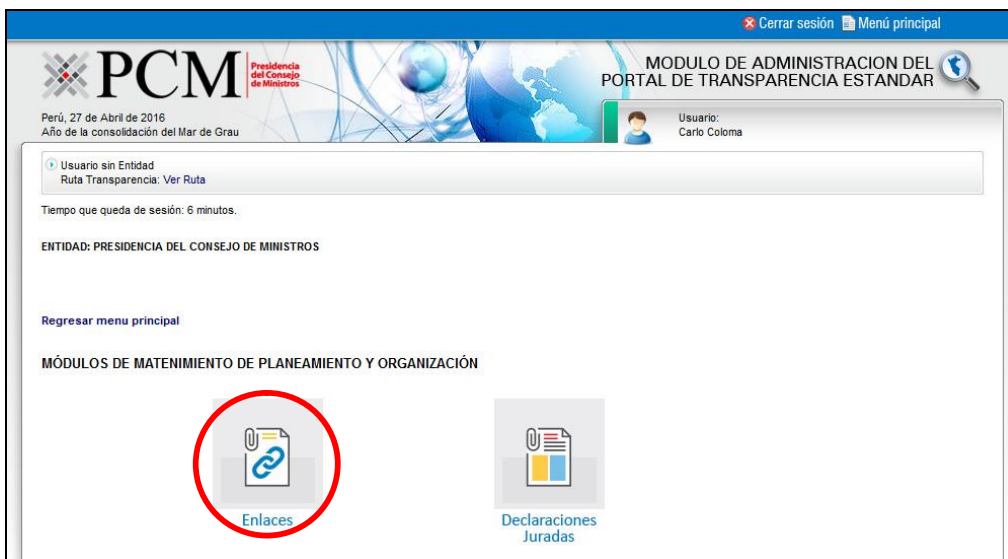 Cerrar sesión Menú principal
PCM Presidencia
del Consejo
de Ministros
MODULO DE ADMINISTRACION DEL
PORTAL DE TRANSPARENCIA ESTANDAR
Perú, 27 de Abril de 2016
Año de la consolidación del Mar de Grau
Usuario:
Carlo Coloma
Usuario sin Entidad
Ruta Transparencia: Ver Ruta
Tiempo que queda de sesión: 6 minutos.
ENTIDAD: PRESIDENCIA DEL CONSEJO DE MINISTROS
Regresar menu principal
MÓDULOS DE MATENIMIENTO DE PLANEAMIENTO Y ORGANIZACIÓN
Enlaces
Declaraciones
Juradas